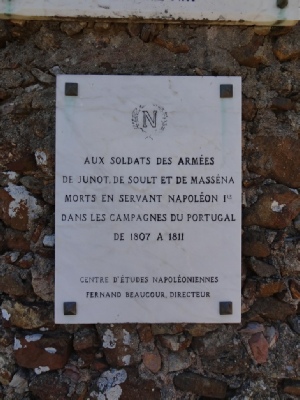 N
AUX SOLDATS DES ARMÉES
DE JUNOT, DE SOULT ET DE MASSÉNA
MORTS EN SERVANT NAPOLÉON Ier
DANS LES CAMPAGNES DU PORTUGAL
DE 1807 A 1811
CENTRE D'ÉTUDES NAPOLÉONIENNES
FERNAND BEAUCOUR, DIRECTEUR